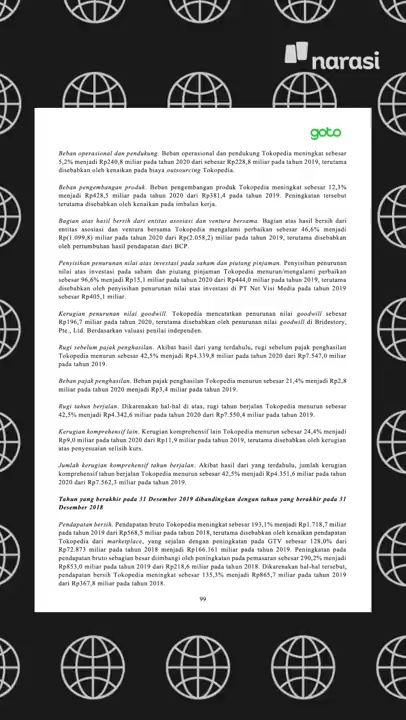 narasi
goto
Beban operasional dan pendukung. Beban operasional dan pendukung Tokopedia meningkat sebesar
5,2% menjadi Rp240,8 miliar pada tahun 2020 dari sebesar Rp228,8 miliar pada tahun 2019, terutama
disebabkan oleh kenaikan pada biaya outsourcing Tokopedia.
Beban pengembangan produk. Beban pengembangan produk Tokopedia meningkat sebesar 12,3%
menjadi Rp428,5 miliar pada tahun 2020 dari Rp381,4 pada tahun 2019. Peningkatan tersebut
terutama disebabkan oleh kenaikan pada imbalan kerja.
Bagian atas hasil bersih dari entitas asosiasi dan ventura bersama. Bagian atas hasil bersih dari
entitas asosiasi dan ventura bersama Tokopedia mengalami perbaikan sebesar 46,6% menjadi
Rp(1.099,8) miliar pada tahun 2020 dari Rp(2.058,2) miliar pada tahun 2019, terutama disebabkan
oleh pertumbuhan hasil pendapatan dari BCP.
Penyisihan penurunan nilai atas investasi pada saham dan piutang pinjaman. Penyisihan penurunan
nilai atas investasi pada saham dan piutang pinjaman Tokopedia menurun/mengalami perbaikan
sebesar 96,6% menjadi Rp15,1 miliar pada tahun 2020 dari Rp444,0 miliar pada tahun 2019, terutama
disebabkan oleh penyisihan penurunan nilai atas investasi di PT Net Visi Media pada tahun 2019
sebesar Rp405,1 miliar.
Kerugian penurunan nilai goodwill. Tokopedia mencatatkan penurunan nilai goodwill sebesar
Rp196,7 miliar pada tahun 2020, terutama disebabkan oleh penurunan nilai goodwill di Bridestory,
Pte., Ltd. Berdasarkan valuasi penilai independen.
Rugi sebelum pajak penghasilan. Akibat hasil dari yang terdahulu, rugi sebelum pajak penghasilan
Tokopedia menurun sebesar 42,5% menjadi Rp4.339,8 miliar pada tahun 2020 dari Rp7.547,0 miliar
pada tahun 2019.
Beban pajak penghasilan. Beban pajak penghasilan Tokopedia menurun sebesar 21,4% menjadi Rp2,8
miliar pada tahun 2020 menjadi Rp3,4 miliar pada tahun 2019.
Rugi tahun berjalan. Dikarenakan hal-hal di atas, rugi tahun berjalan Tokopedia menurun sebesar
42,5% menjadi Rp4.342,6 miliar pada tahun 2020 dari Rp7.550,4 miliar pada tahun 2019.
Kerugian komprehensif lain. Kerugian komprehensif lain Tokopedia menurun sebesar 24,4% menjadi
Rp9,0 miliar pada tahun 2020 dari Rp11,9 miliar pada tahun 2019, terutama disebabkan oleh kerugian
atas penyesuaian selisih kurs.
Jumlah kerugian komprehensif tahun berjalan. Akibat hasil dari yang terdahulu, jumlah kerugian
komprehensif tahun berjalan Tokopedia menurun sebesar 42,5% menjadi Rp4.351,6 miliar pada tahun
2020 dari Rp7.562,3 miliar pada tahun 2019.
Tahun yang berakhir pada 31 Desember 2019 dibandingkan dengan tahun yang berakhir pada 31
Desember 2018
Pendapatan bersih. Pendapatan bruto Tokopedia meningkat sebesar 193,1% menjadi Rp1.718,7 miliar
pada tahun 2019 dari Rp568,5 miliar pada tahun 2018, terutama disebabkan oleh kenaikan pendapatan
Tokopedia dari marketplace, yang sejalan dengan peningkatan pada GTV sebesar 128,0% dari
Rp72.873 miliar pada tahun 2018 menjadi Rp166.161 miliar pada tahun 2019. Peningkatan pada
pendapatan bruto sebagian besar diimbangi oleh peningkatan pada pemasaran sebesar 290,2% menjadi
Rp853,0 miliar pada tahun 2019 dari Rp218,6 miliar pada tahun 2018. Dikarenakan hal-hal tersebut,
pendapatan bersih Tokopedia meningkat sebesar 135,3% menjadi Rp865,7 miliar pada tahun 2019
dari Rp367,8 miliar pada tahun 2018.
99